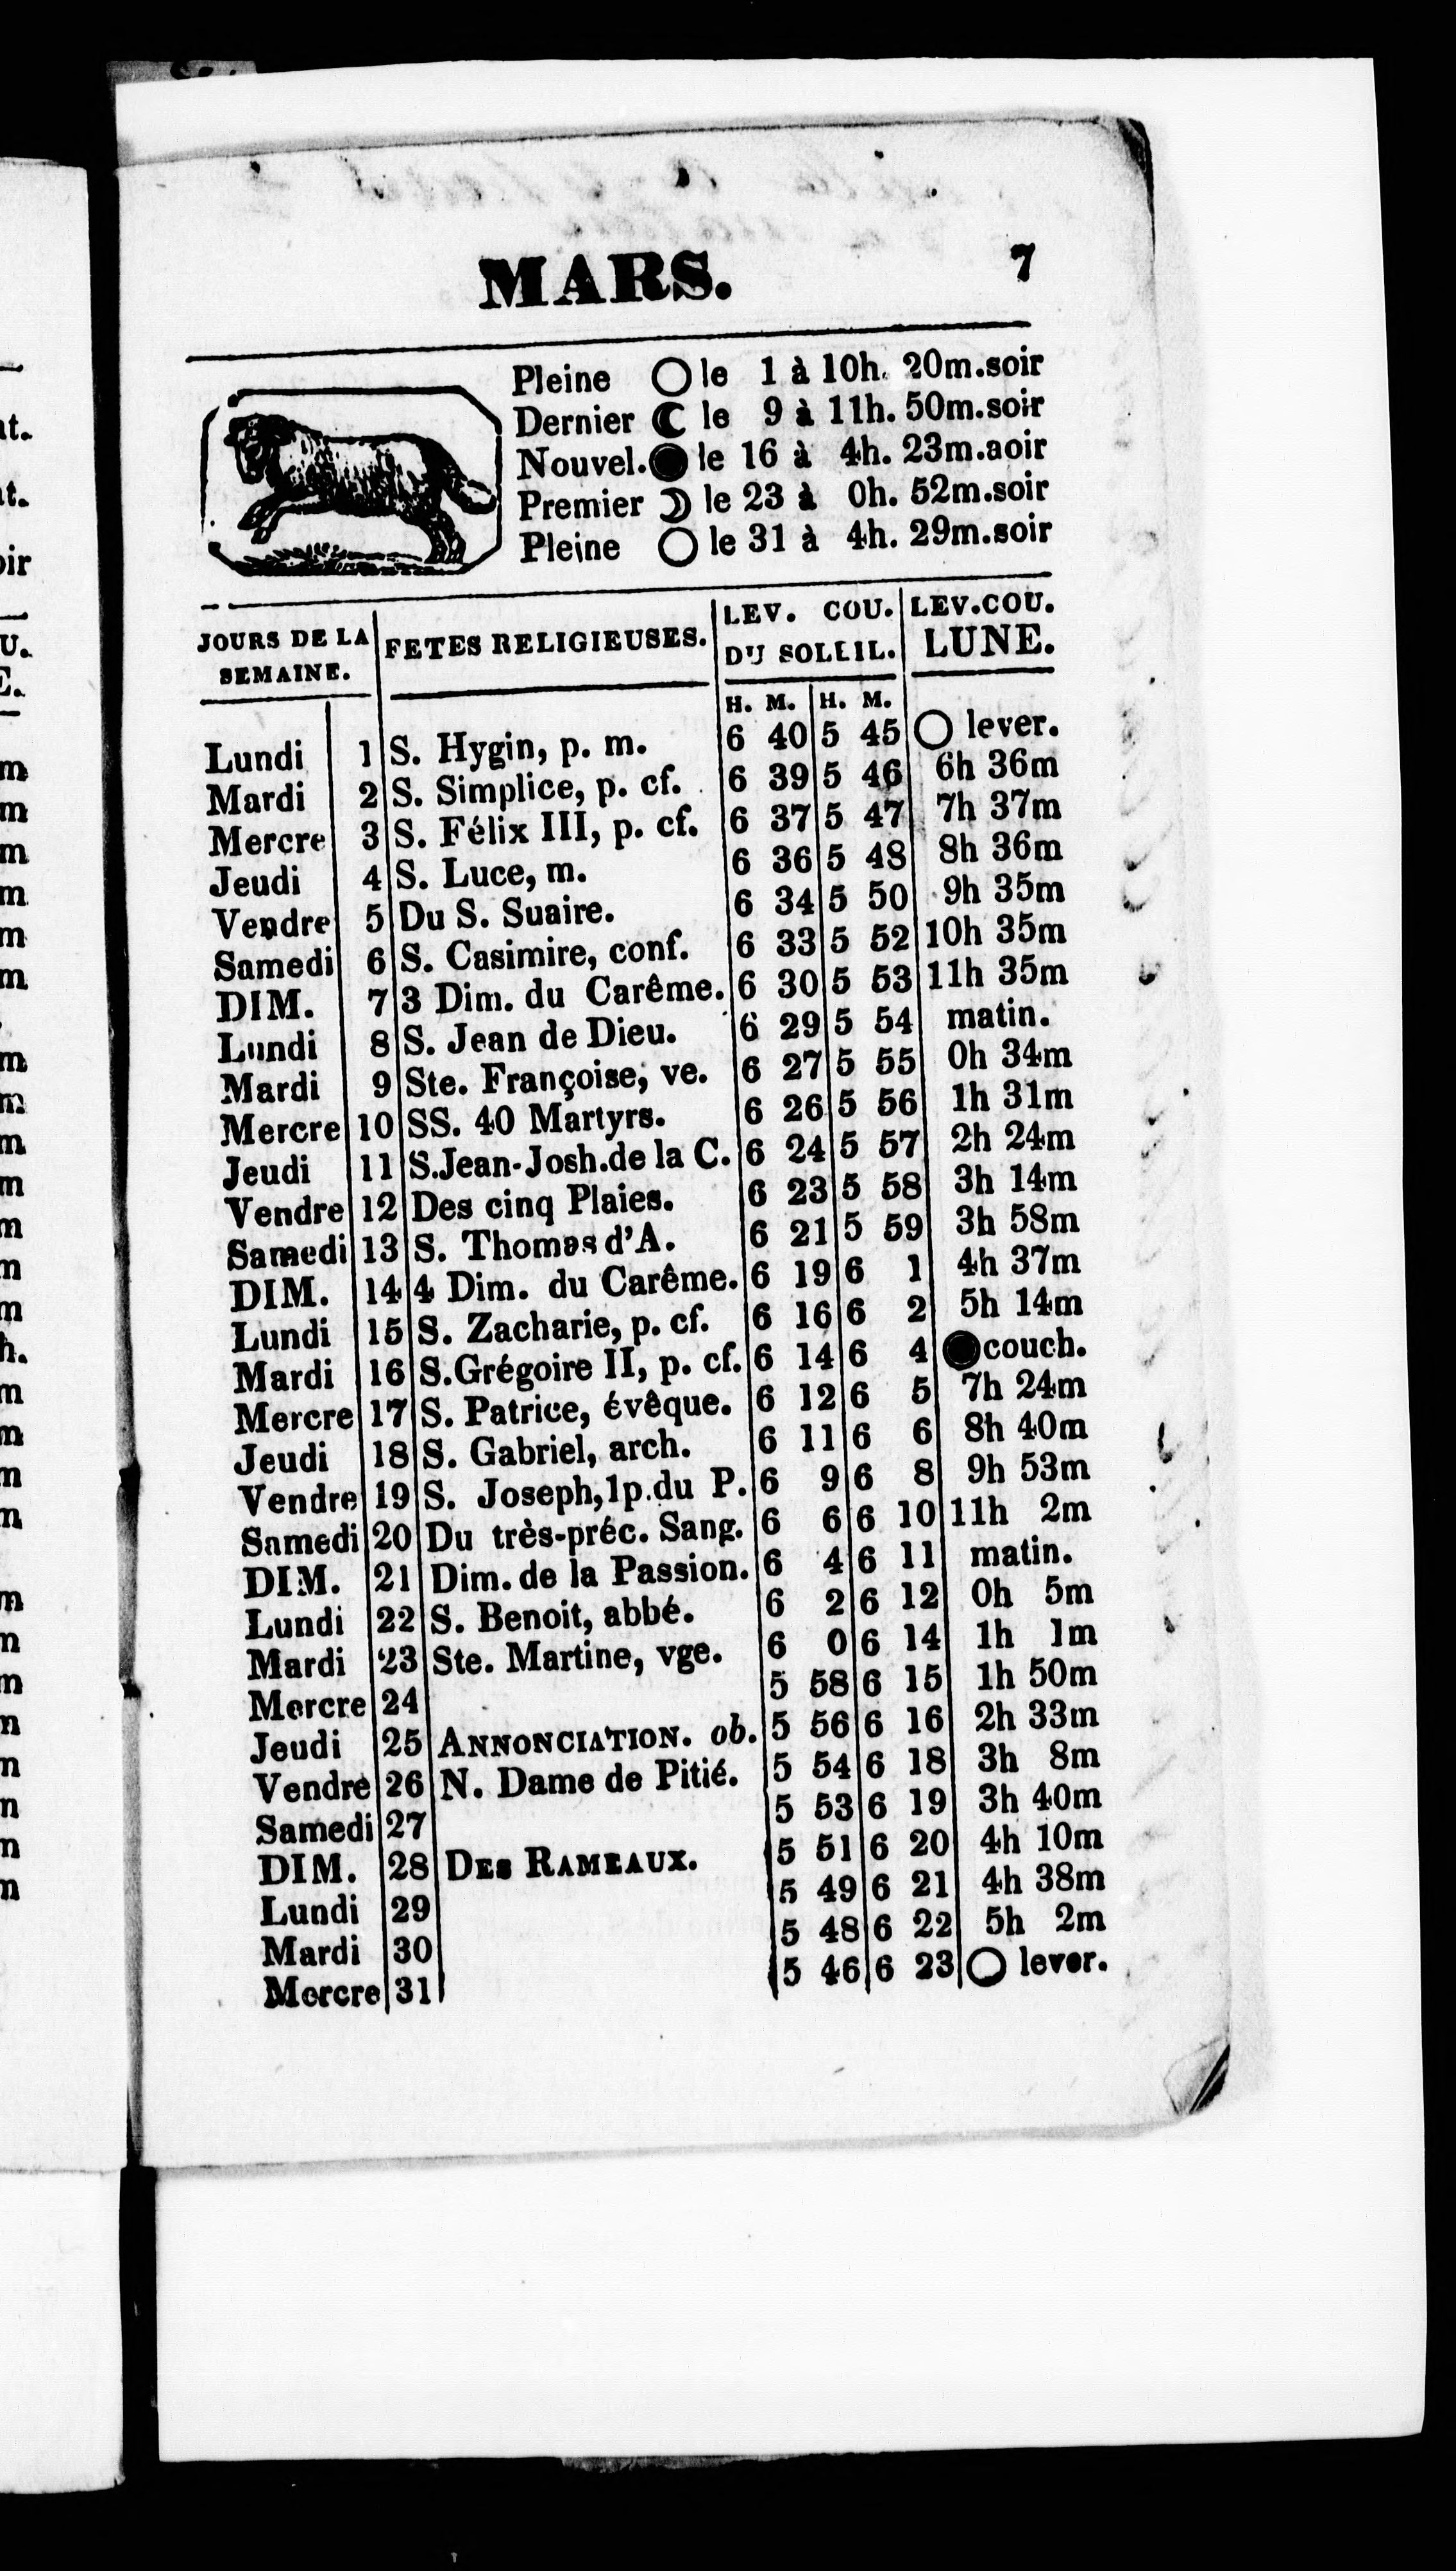 MARS.
7
Pleine ◯ le 1 à 10h. 20m.soir
Dernier ☾ le 9 à 11h. 50m.soir
Nouvel. ● le 16 à 4h. 23m.aoir
Premier ☽ le 23 à 0h. 52m.soir
Pleine ◯ le 31 à 4h. 29m.soir
JOURS DE LA SEMAINE. FETES RELIGIEUSES. LEV. COU. DU SOLEIL. LEV.COU. LUNE.
H. M. H. M.
Lundi 1 S. Hygin, p. m. 6 40 5 45 ◯ lever.
Mardi 2 S. Simplice, p. cf. 6 39 5 46 6h 36m
Mercre 3 S. Félix III, p. cf. 6 37 5 47 7h 37m
Jeudi 4 S. Luce, m. 6 36 5 48 8h 36m
Vendre 5 Du S. Suaire. 6 34 5 50 9h 35m
Samedi 6 S. Casimire, conf. 6 33 5 52 10h 35m
DIM. 7 3 Dim. du Carême. 6 30 5 53 11h 35m
Lundi 8 S. Jean de Dieu. 6 29 5 54 matin.
Mardi 9 Ste. Françoise, ve. 6 27 5 55 0h 34m
Mercre 10 SS. 40 Martyrs. 6 26 5 56 1h 31m
Jeudi 11 S.Jean-Josh.de la C. 6 24 5 57 2h 24m
Vendre 12 Des cinq Plaies. 6 23 5 58 3h 14m
Samedi 13 S. Thomas d'A. 6 21 5 59 3h 58m
DIM. 14 4 Dim. du Carême. 6 19 6 1 4h 37m
Lundi 15 S. Zacharie, p. cf. 6 16 6 2 5h 14m
Mardi 16 S.Grégoire II, p. cf. 6 14 6 4 ● couch.
Mercre 17 S. Patrice, évêque. 6 12 6 5 7h 24m
Jeudi 18 S. Gabriel, arch. 6 11 6 6 8h 40m
Vendre 19 S. Joseph,1p.du P. 6 9 6 8 9h 53m
Samedi 20 Du très-préc. Sang. 6 6 6 10 11h 2m
DIM. 21 Dim. de la Passion. 6 4 6 11 matin.
Lundi 22 S. Benoit, abbé. 6 2 6 12 0h 5m
Mardi 23 Ste. Martine, vge. 6 0 6 14 1h 1m
Mercre 24 5 58 6 15 1h 50m
Jeudi 25 ANNONCIATION. ob. 5 56 6 16 2h 33m
Vendre 26 N. Dame de Pitié. 5 54 6 18 3h 8m
Samedi 27 5 53 6 19 3h 40m
DIM. 28 DES RAMEAUX. 5 51 6 20 4h 10m
Lundi 29 5 49 6 21 4h 38m
Mardi 30 5 48 6 22 5h 2m
Mercre 31 5 46 6 23 ◯ lever.